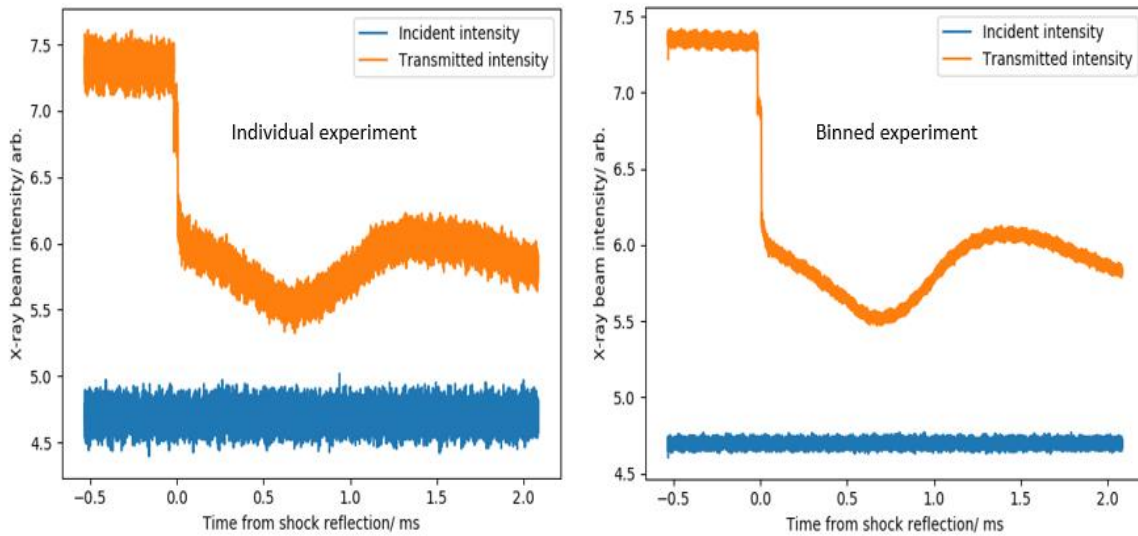 7.5
7.0
6.5
6.0
5.5
5.0
4.5
X-ray beam intensity/ arb.
Incident intensity
Transmitted intensity
Individual experiment
−0.5 0.0 0.5 1.0 1.5 2.0
Time from shock reflection/ ms
7.5
7.0
6.5
6.0
5.5
5.0
4.5
X-ray beam intensity/ arb.
Incident intensity
Transmitted intensity
Binned experiment
−0.5 0.0 0.5 1.0 1.5 2.0
Time from shock reflection/ ms